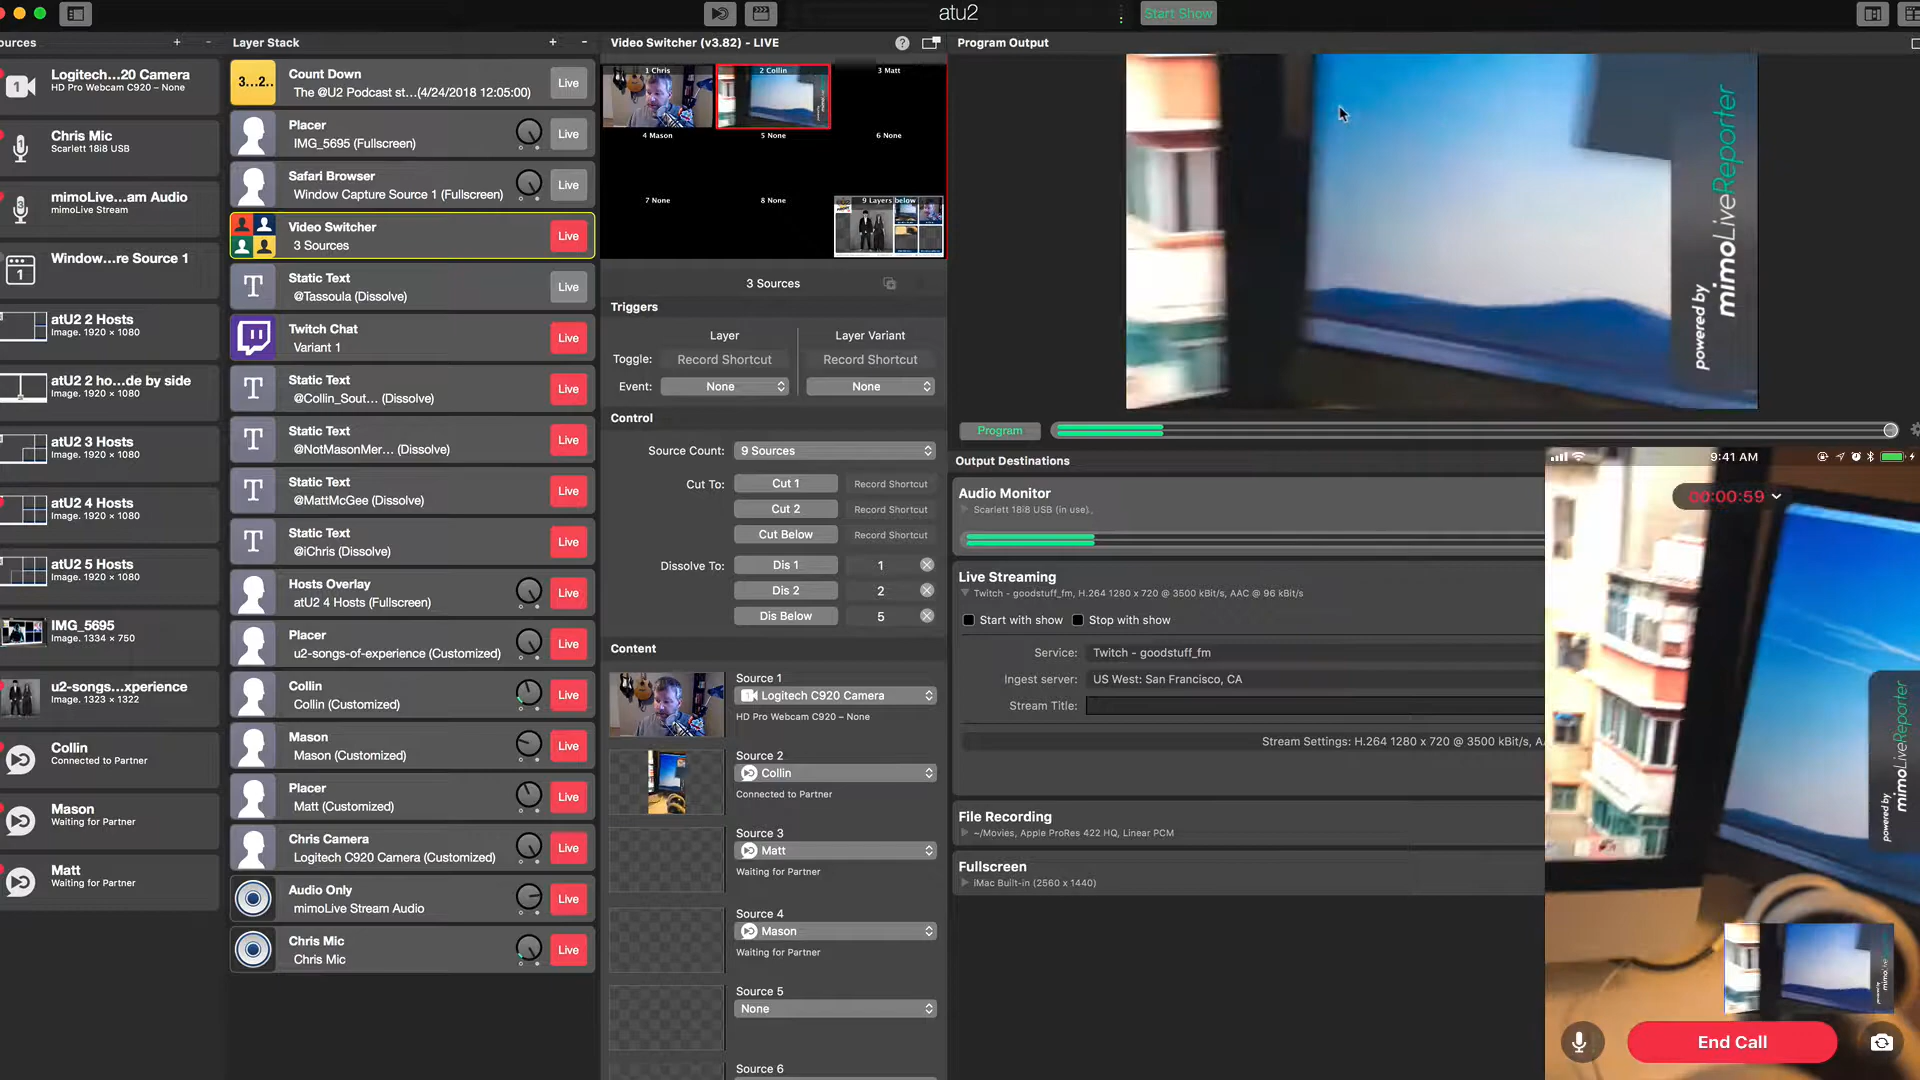 atu2
Start Show
ources
+
-
Logitech...20 Camera
HD Pro Webcam C920 – None
Chris Mic
Scarlett 18i8 USB
mimoLive...am Audio
mimoLive Stream
Window...re Source 1
atU2 2 Hosts
Image. 1920 × 1080
atU2 2 ho...de by side
Image. 1920 × 1080
atU2 3 Hosts
Image. 1920 × 1080
atU2 4 Hosts
Image. 1920 × 1080
atU2 5 Hosts
Image. 1920 × 1080
IMG_5695
Image. 1334 × 750
u2-songs...xperience
Image. 1323 × 1322
Collin
Connected to Partner
Mason
Waiting for Partner
Matt
Waiting for Partner
Layer Stack
+
-
3...2..
Count Down
The @U2 Podcast st...(4/24/2018 12:05:00)
Live
Placer
IMG_5695 (Fullscreen)
Live
Safari Browser
Window Capture Source 1 (Fullscreen)
Live
Video Switcher
3 Sources
Live
Static Text
@Tassoula (Dissolve)
Live
Twitch Chat
Variant 1
Live
Static Text
@Collin_Sout... (Dissolve)
Live
Static Text
@NotMasonMer... (Dissolve)
Live
Static Text
@MattMcGee (Dissolve)
Live
Static Text
@iChris (Dissolve)
Live
Hosts Overlay
atU2 4 Hosts (Fullscreen)
Live
Placer
u2-songs-of-experience (Customized)
Live
Collin
Collin (Customized)
Live
Mason
Mason (Customized)
Live
Placer
Matt (Customized)
Live
Chris Camera
Logitech C920 Camera (Customized)
Live
Audio Only
mimoLive Stream Audio
Live
Chris Mic
Chris Mic
Live
Video Switcher (v3.82) - LIVE
?
1 Chris
2 Collin
3 Matt
4 Mason
5 None
6 None
7 None
8 None
9 Layers below
3 Sources
Triggers
Layer
Layer Variant
Toggle: Record Shortcut Record Shortcut
Event: None None
Control
Source Count: 9 Sources
Cut To: Cut 1 Record Shortcut
Cut 2 Record Shortcut
Cut Below Record Shortcut
Dissolve To: Dis 1 1
Dis 2 2
Dis Below 5
Content
Source 1
Logitech C920 Camera
HD Pro Webcam C920 – None
Source 2
Collin
Connected to Partner
Source 3
Matt
Waiting for Partner
Source 4
Mason
Waiting for Partner
Source 5
None
Source 6
Program Output
powered by
mimoLiveReporter
Program
Output Destinations
Audio Monitor
Scarlett 18i8 USB (in use).
Live Streaming
Twitch - goodstuff_fm, H.264 1280 x 720 @ 3500 kBit/s, AAC @ 96 kBit/s
Start with show
Stop with show
Service: Twitch - goodstuff_fm
Ingest server: US West: San Francisco, CA
Stream Title:
Stream Settings: H.264 1280 x 720 @ 3500 kBit/s, A
File Recording
~/Movies, Apple ProRes 422 HQ, Linear PCM
Fullscreen
iMac Built-in (2560 x 1440)
9:41 AM
00:00:59
powered by
mimoLiveReporter
End Call